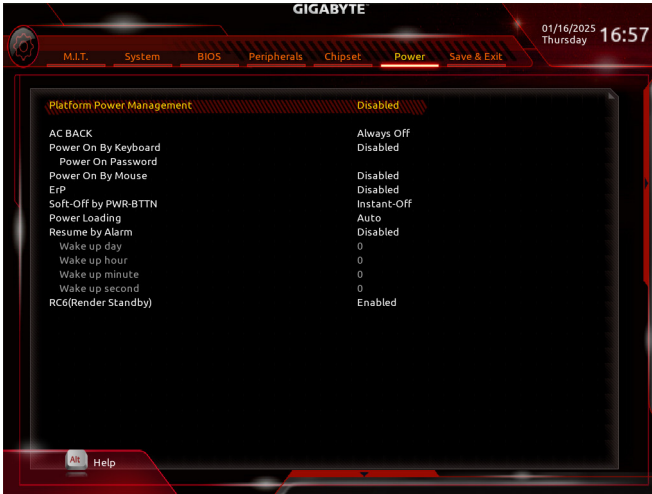 GIGABYTE
01/16/2025 16:57
Thursday
M.I.T. System BIOS Peripherals Chipset Power Save & Exit
Platform Power Management Disabled
AC BACK Always Off
Power On By Keyboard Disabled
Power On Password
Power On By Mouse Disabled
ErP Disabled
Soft-Off by PWR-BTTN Instant-Off
Power Loading Auto
Resume by Alarm Disabled
Wake up day 0
Wake up hour 0
Wake up minute 0
Wake up second 0
RC6(Render Standby) Enabled
Alt Help